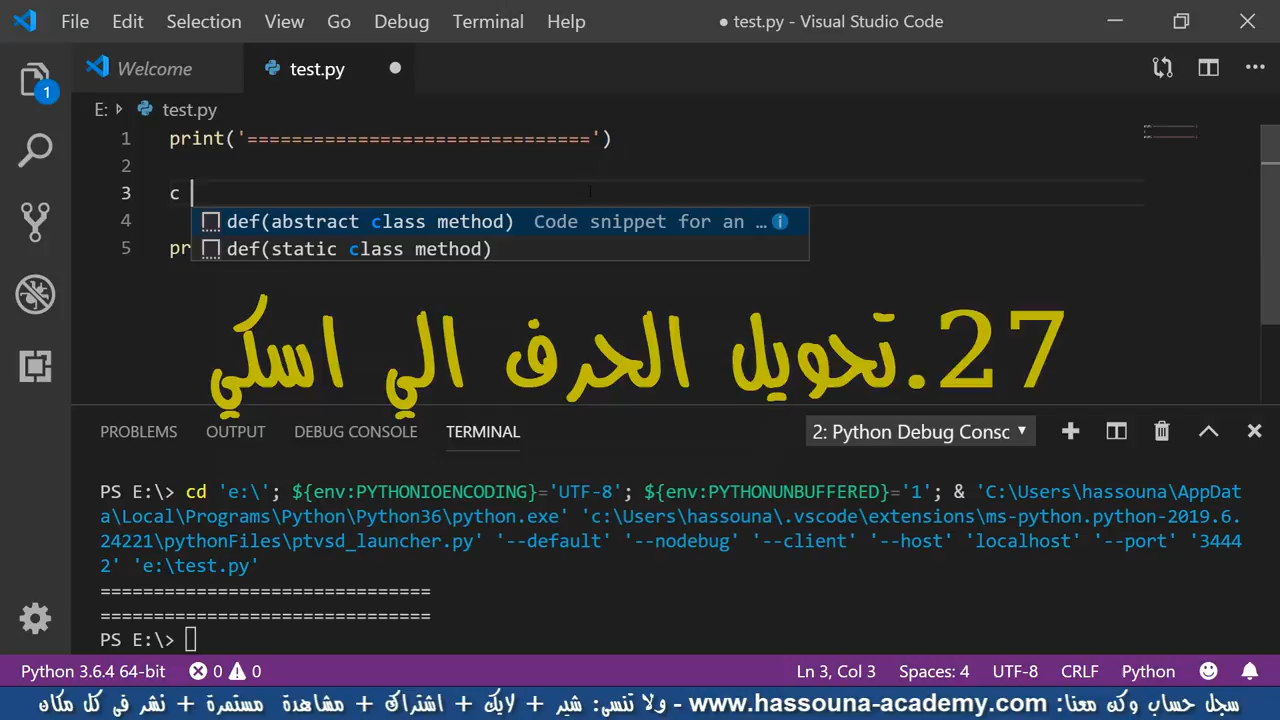 File Edit Selection View Go Debug Terminal Help ● test.py - Visual Studio Code
Welcome test.py
1
E: test.py
1 print('===============================')
2
3 c
4 def(abstract class method) Code snippet for an …
5 pr def(static class method)
27.تحويل الحرف الي اسكي
PROBLEMS OUTPUT DEBUG CONSOLE TERMINAL 2: Python Debug Consc
PS E:\> cd 'e:\'; ${env:PYTHONIOENCODING}='UTF-8'; ${env:PYTHONUNBUFFERED}='1'; & 'C:\Users\hassouna\AppDat
a\Local\Programs\Python\Python36\python.exe' 'c:\Users\hassouna\.vscode\extensions\ms-python.python-2019.6.
24221\pythonFiles\ptvsd_launcher.py' '--default' '--nodebug' '--client' '--host' 'localhost' '--port' '3444
2' 'e:\test.py'
==============================
==============================
PS E:\>
Python 3.6.4 64-bit 0 0 Ln 3, Col 3 Spaces: 4 UTF-8 CRLF Python
سجل حساب وكن معنا: www.hassouna-academy.com - ولا تنسى: شير + لايك + اشتراك + مشاهدة مستمرة + نشر في كل مكان